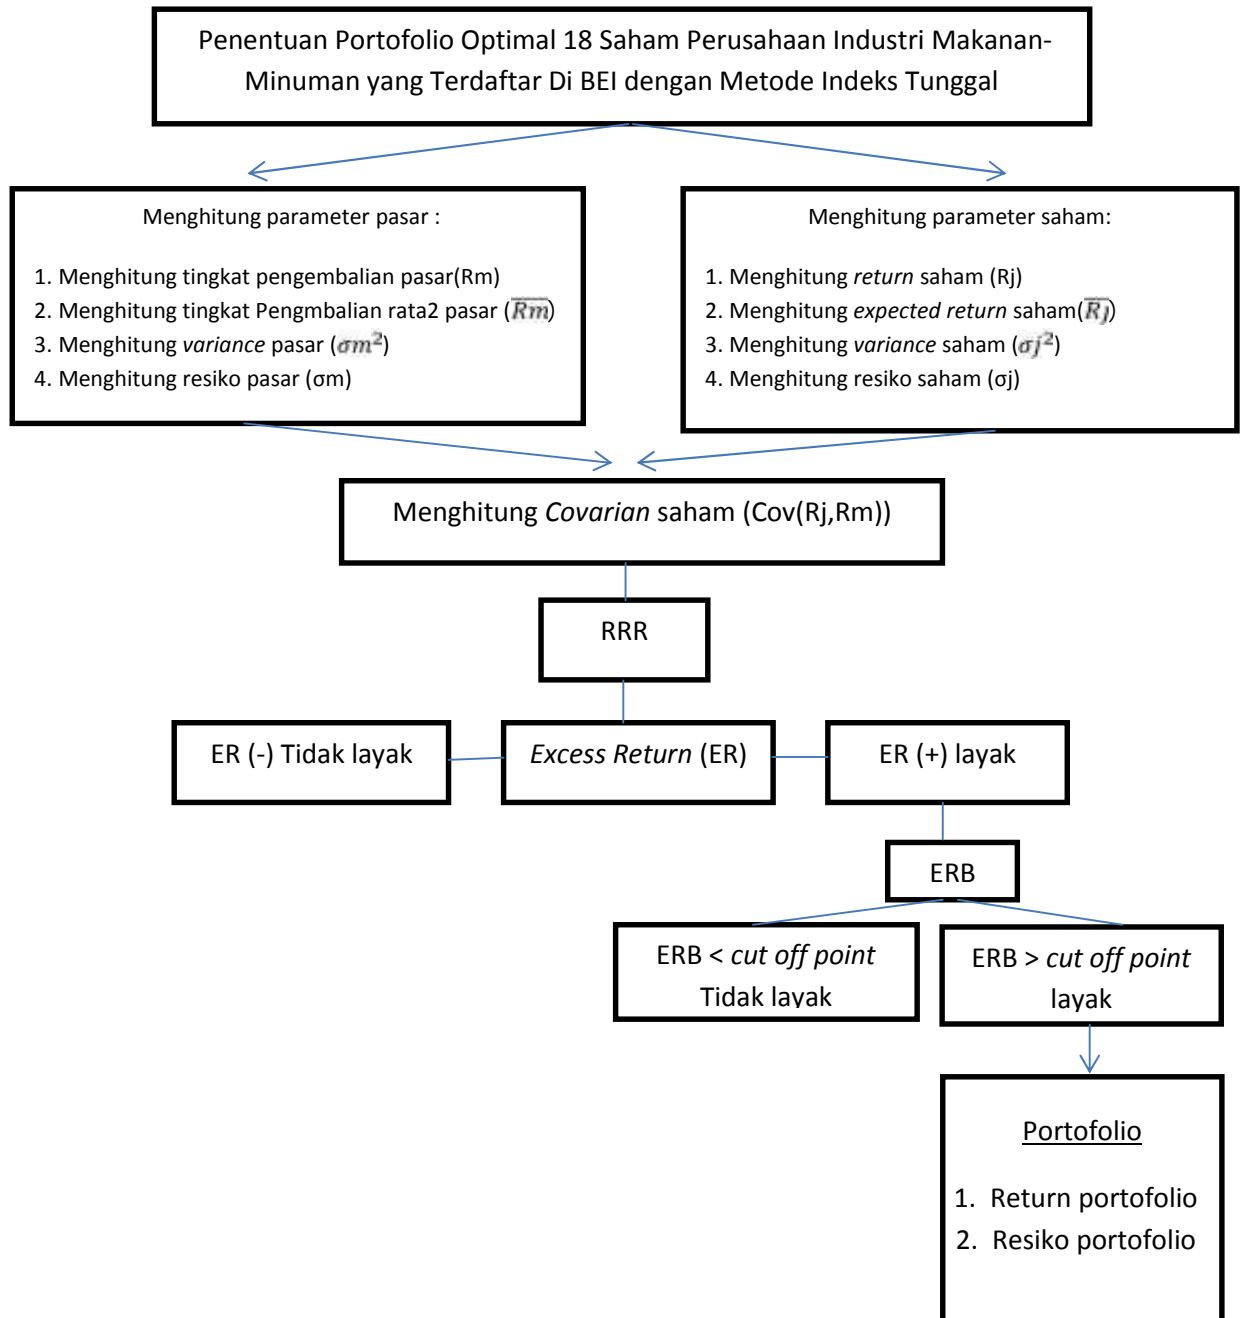 Penentuan Portofolio Optimal 18 Saham Perusahaan Industri Makanan-
Minuman yang Terdaftar Di BEI dengan Metode Indeks Tunggal
Menghitung parameter pasar :
1. Menghitung tingkat pengembalian pasar(Rm)
2. Menghitung tingkat Pengmbalian rata2 pasar (R̅m̅)
3. Menghitung variance pasar (σm²)
4. Menghitung resiko pasar (σm)
Menghitung parameter saham:
1. Menghitung return saham (Rj)
2. Menghitung expected return saham(R̅j̅)
3. Menghitung variance saham (σj²)
4. Menghitung resiko saham (σj)
Menghitung Covarian saham (Cov(Rj,Rm))
RRR
ER (-) Tidak layak
Excess Return (ER)
ER (+) layak
ERB
ERB < cut off point
Tidak layak
ERB > cut off point
layak
Portofolio
1. Return portofolio
2. Resiko portofolio